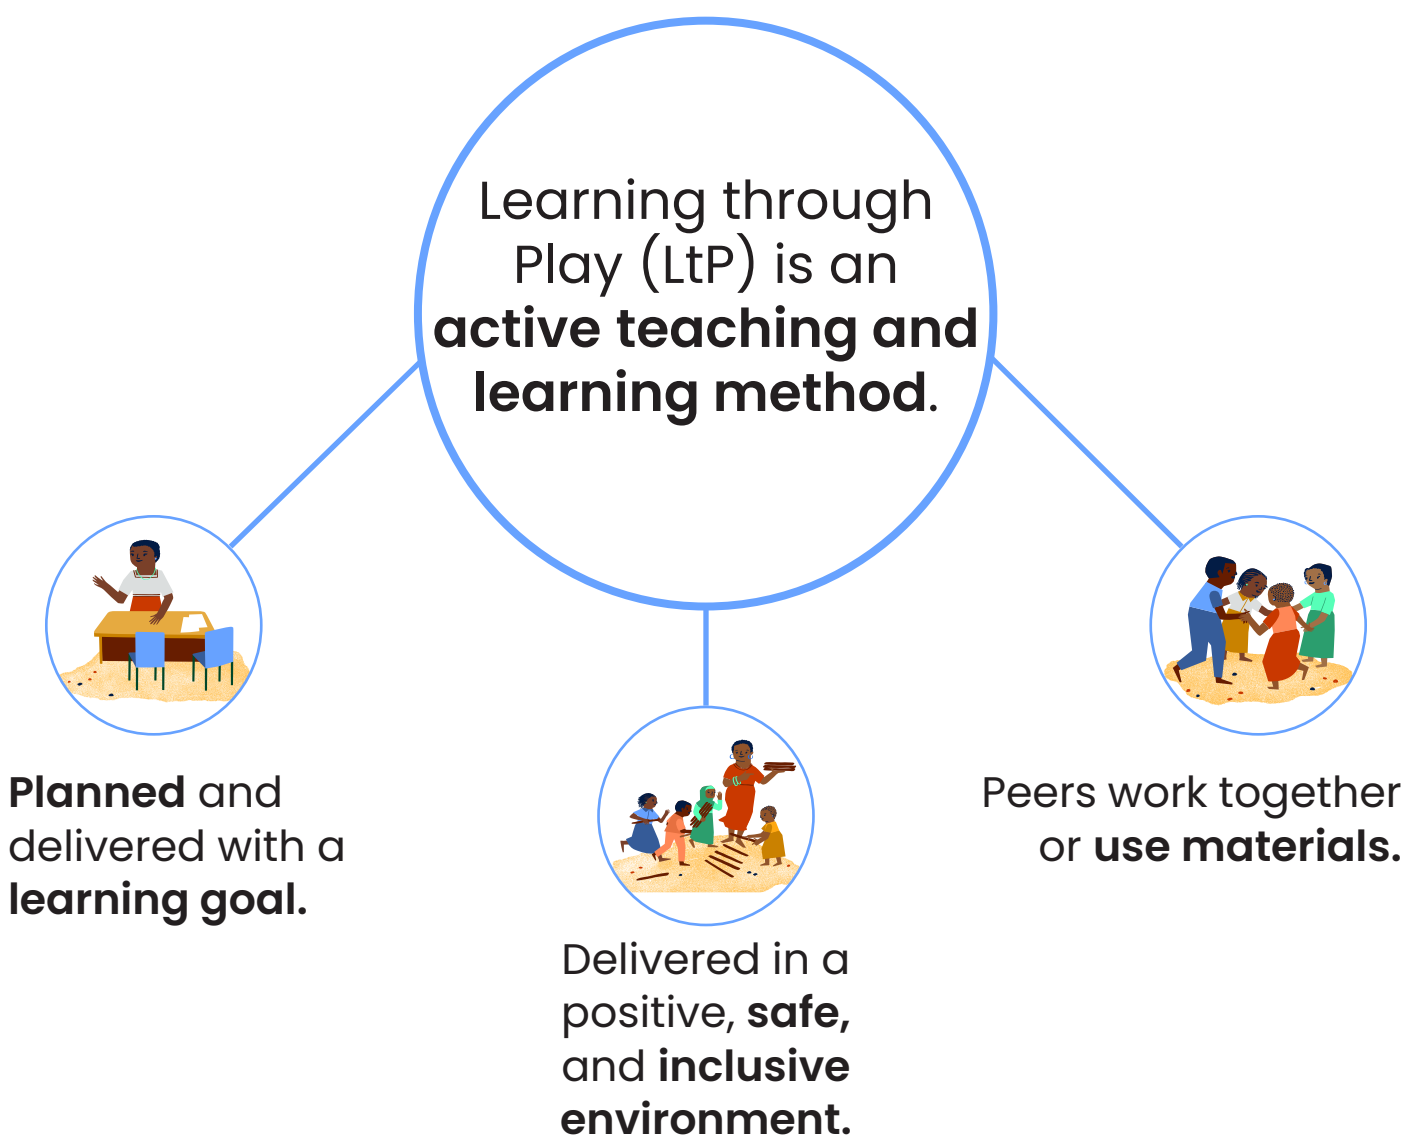 Learning through
Play (LtP) is an
active teaching and
learning method.
Planned and
delivered with a
learning goal.
Delivered in a
positive, safe,
and inclusive
environment.
Peers work together
or use materials.